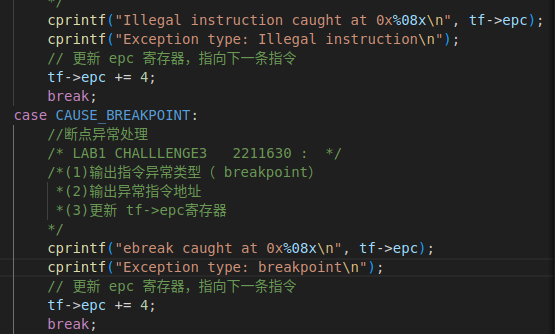 */
cprintf("Illegal instruction caught at 0x%08x\n", tf->epc);
cprintf("Exception type: Illegal instruction\n");
// 更新 epc 寄存器，指向下一条指令
tf->epc += 4;
break;
case CAUSE_BREAKPOINT:
//断点异常处理
/* LAB1 CHALLLENGE3   2211630 :  */
/*(1)输出指令异常类型（ breakpoint）
*(2)输出异常指令地址
*(3)更新 tf->epc寄存器
*/
cprintf("ebreak caught at 0x%08x\n", tf->epc);
cprintf("Exception type: breakpoint\n");
// 更新 epc 寄存器，指向下一条指令
tf->epc += 4;
break;